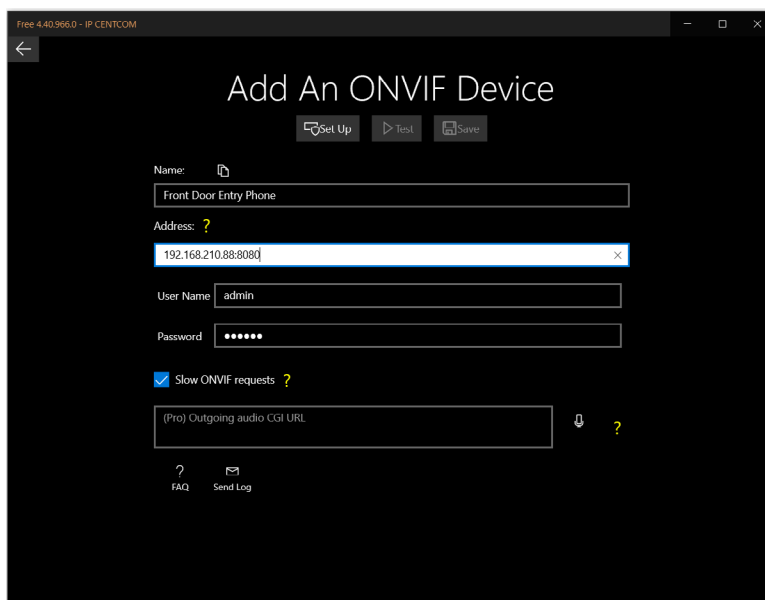 Free 4.40.966.0 - IP CENTCOM
Add An ONVIF Device
Set Up Test Save
Name:
Front Door Entry Phone
Address: ?
192.168.210.88:8080
User Name admin
Password ••••••
Slow ONVIF requests ?
(Pro) Outgoing audio CGI URL
?
?
FAQ Send Log